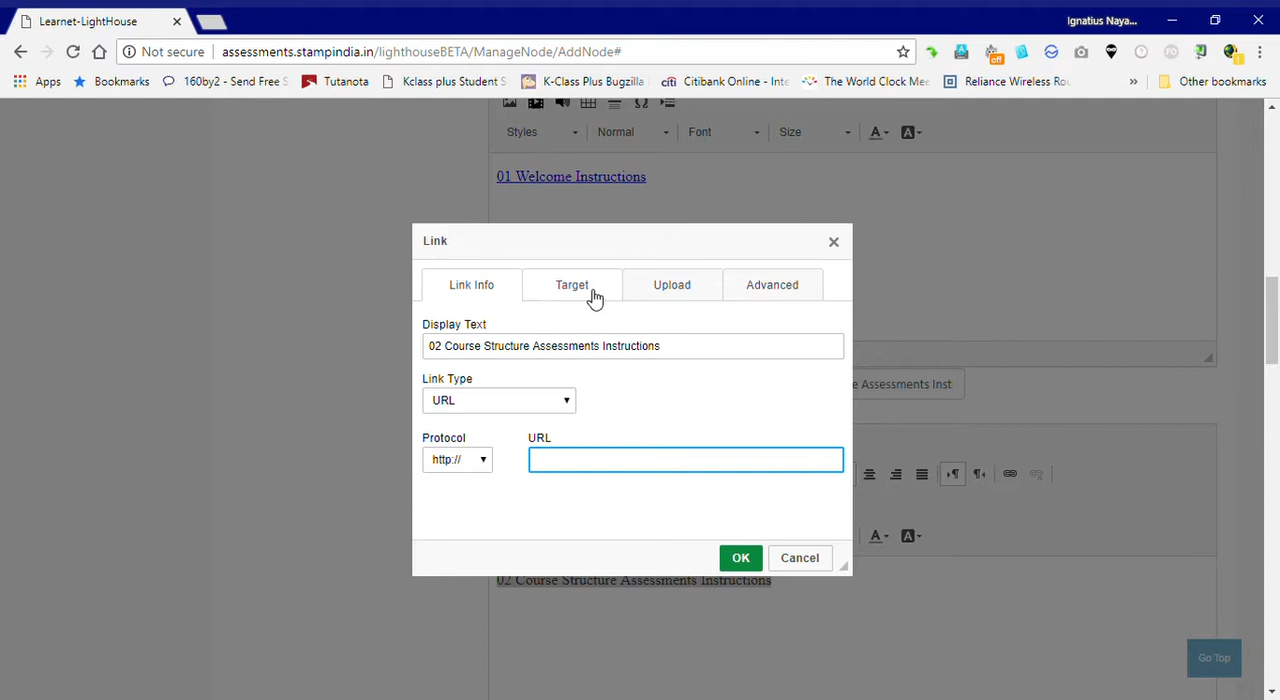 Learnet-LightHouse
Ignatius Naya...
Not secure
assessments.stampindia.in/lighthouseBETA/ManageNode/AddNode#
off
Apps
Bookmarks
160by2 - Send Free S
Tutanota
Kclass plus Student S
K-Class Plus Bugzilla
citi Citibank Online - Inte
The World Clock Mee
Reliance Wireless Rou
»
Other bookmarks
Styles
Normal
Font
Size
A
A
01 Welcome Instructions
Link
Link Info
Target
Upload
Advanced
Display Text
02 Course Structure Assessments Instructions
Link Type
URL
e Assessments Inst
Protocol
URL
http://
A
A
OK
Cancel
02 Course Structure Assessments Instructions
Go Top